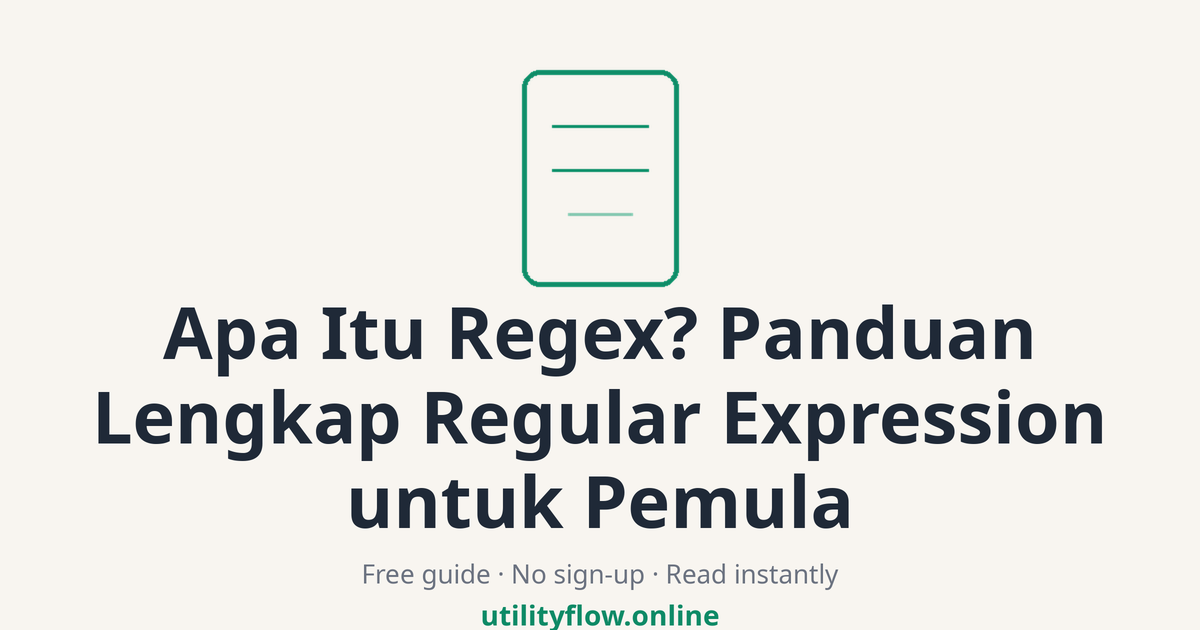 Apa Itu Regex? Panduan
Lengkap Regular Expression
untuk Pemula
Free guide · No sign-up · Read instantly
utilityflow.online